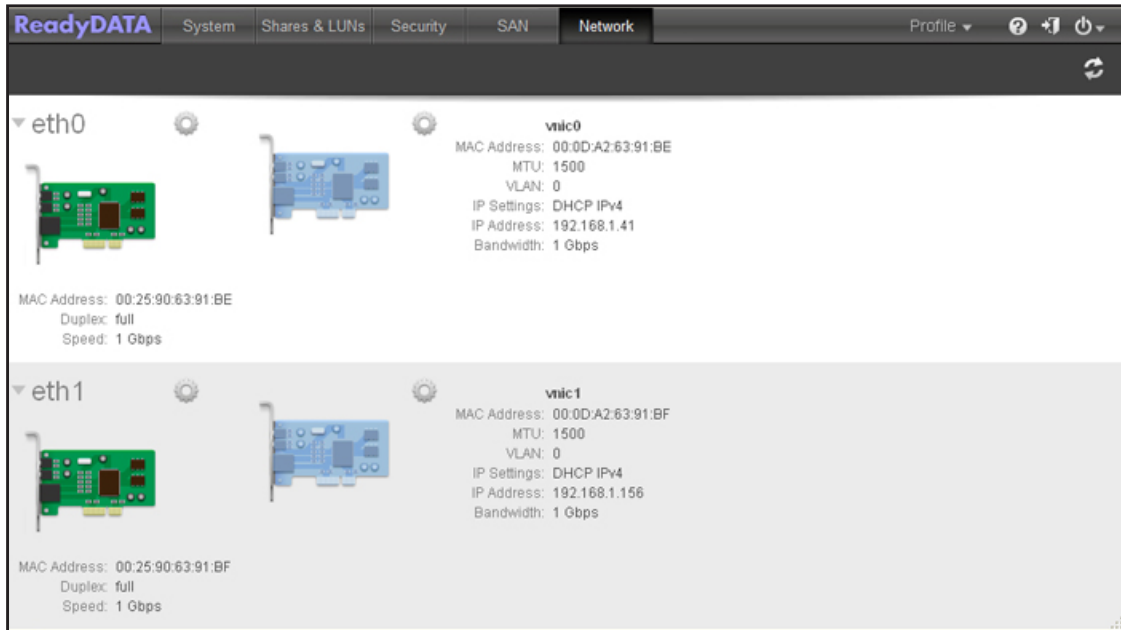 ReadyDATA System Shares & LUNs Security SAN Network Profile
eth0
MAC Address: 00:25:90:63:91:BE
Duplex: full
Speed: 1 Gbps
vnic0
MAC Address: 00:0D:A2:63:91:BE
MTU: 1500
VLAN: 0
IP Settings: DHCP IPv4
IP Address: 192.168.1.41
Bandwidth: 1 Gbps
eth1
MAC Address: 00:25:90:63:91:BF
Duplex: full
Speed: 1 Gbps
vnic1
MAC Address: 00:0D:A2:63:91:BF
MTU: 1500
VLAN: 0
IP Settings: DHCP IPv4
IP Address: 192.168.1.156
Bandwidth: 1 Gbps